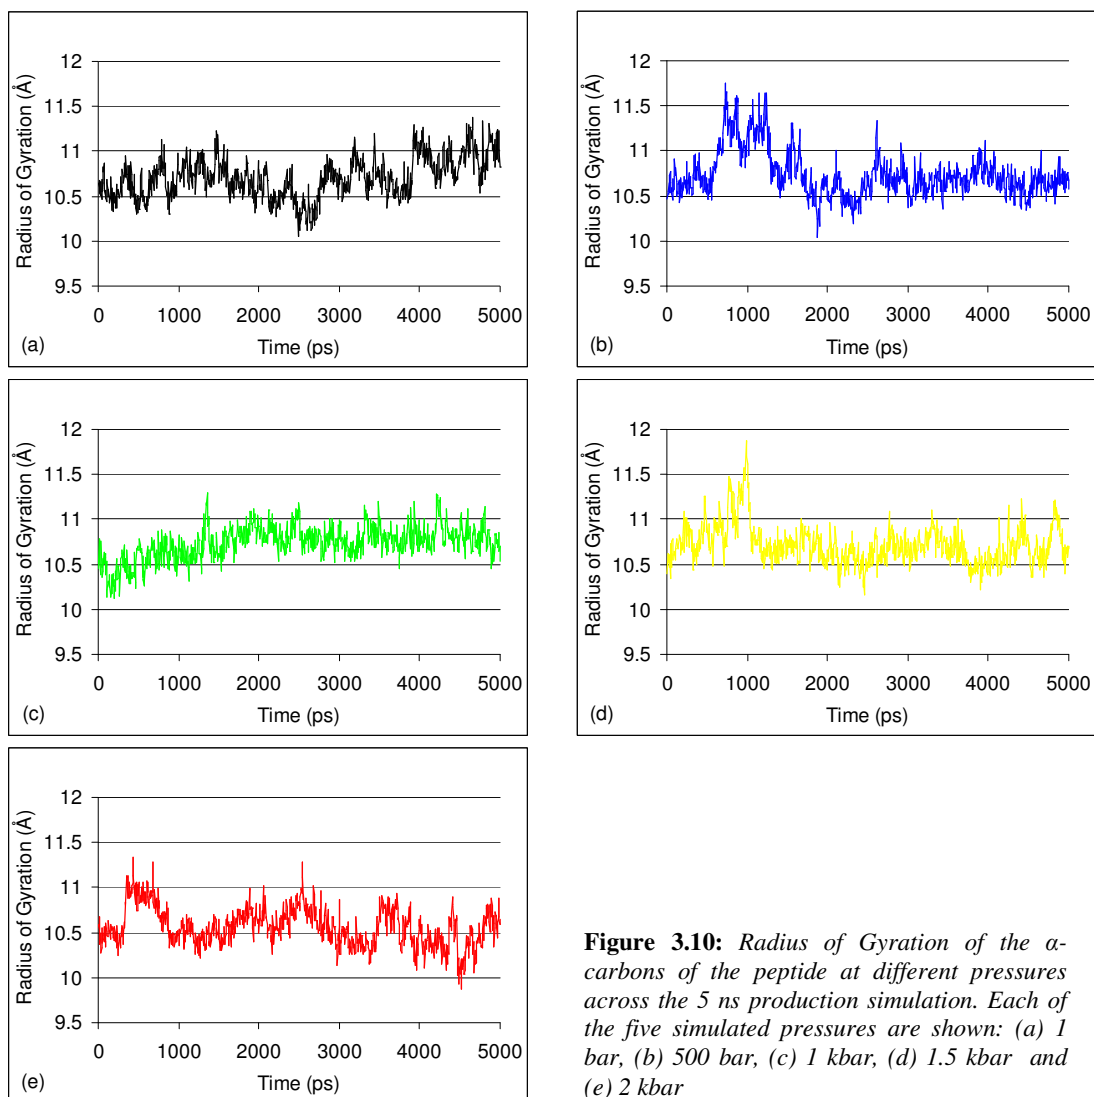 12
11.5
11
10.5
10
9.5
Radius of Gyration (Å)
0 1000 2000 3000 4000 5000
Time (ps)
(a)
12
11.5
11
10.5
10
9.5
Radius of Gyration (Å)
0 1000 2000 3000 4000 5000
Time (ps)
(b)
12
11.5
11
10.5
10
9.5
Radius of Gyration (Å)
0 1000 2000 3000 4000 5000
Time (ps)
(c)
12
11.5
11
10.5
10
9.5
Radius of Gyration (Å)
0 1000 2000 3000 4000 5000
Time (ps)
(d)
12
11.5
11
10.5
10
9.5
Radius of Gyration (Å)
0 1000 2000 3000 4000 5000
Time (ps)
(e)
Figure 3.10: Radius of Gyration of the α-
carbons of the peptide at different pressures
across the 5 ns production simulation. Each of
the five simulated pressures are shown: (a) 1
bar, (b) 500 bar, (c) 1 kbar, (d) 1.5 kbar and
(e) 2 kbar